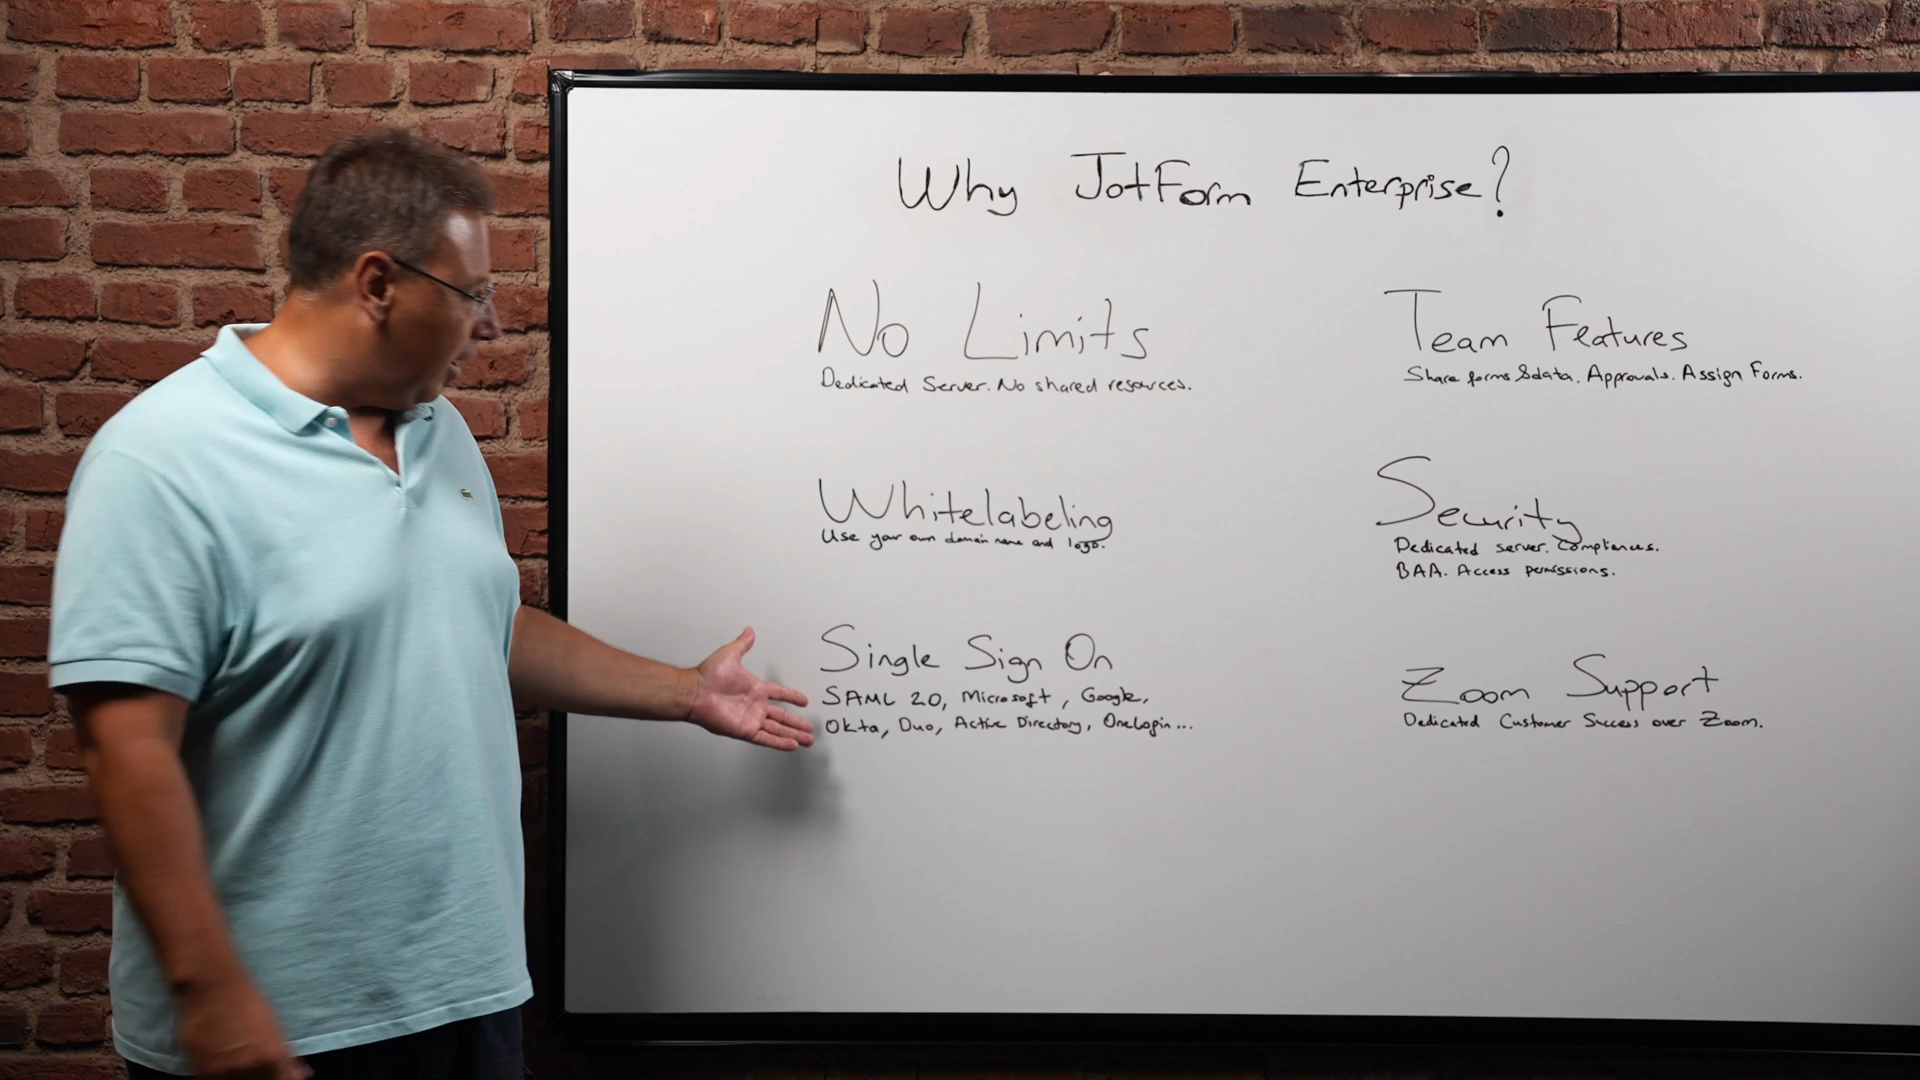 Why JotForm Enterprise?
No Limits
Dedicated Server. No shared resources.
Whitelabeling
Use your own domain name and logo.
Single Sign On
SAML 2.0, Microsoft, Google,
Okta, Duo, Active Directory, OneLogin...
Team Features
Share forms & data. Approvals. Assign Forms.
Security
Dedicated server. Compliances.
BAA. Access permissions.
Zoom Support
Dedicated Customer Success over Zoom.